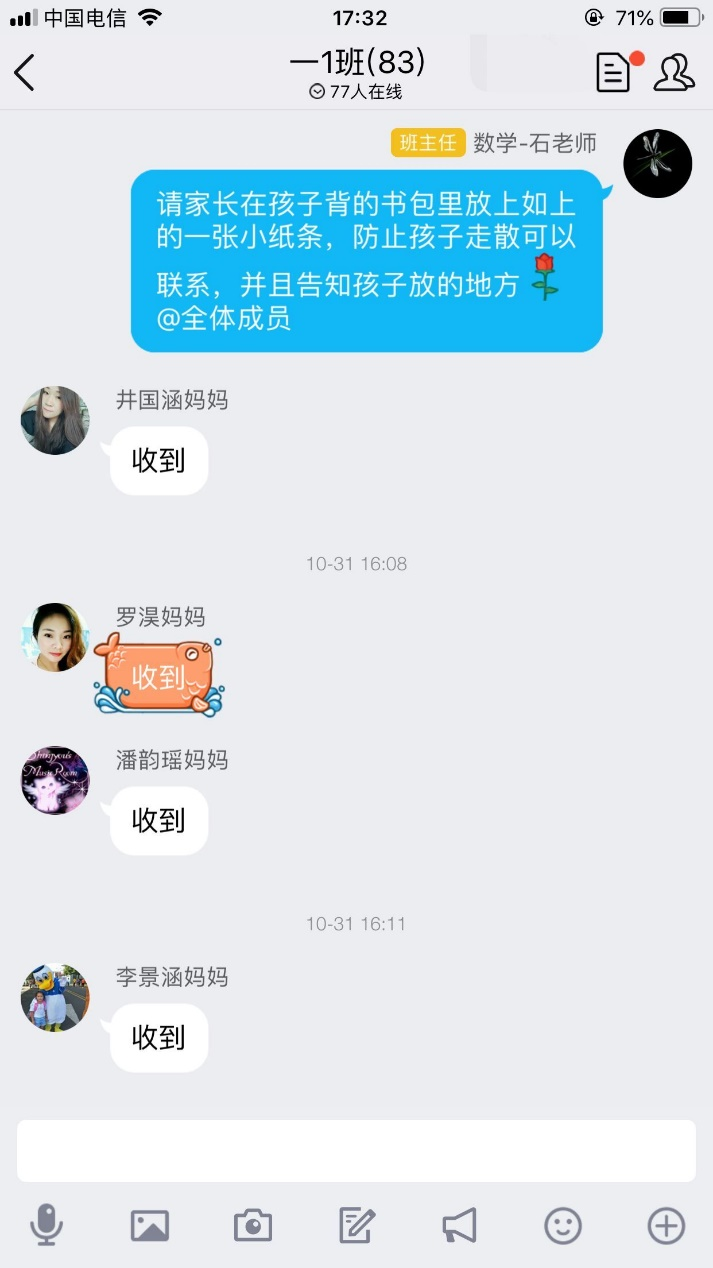 中国电信
17:32
71%
一1班(83)
77人在线
班主任 数学-石老师
请家长在孩子背的书包里放上如上
的一张小纸条，防止孩子走散可以
联系，并且告知孩子放的地方
@全体成员
井国涵妈妈
收到
10-31 16:08
罗淏妈妈
收到
潘韵瑶妈妈
收到
10-31 16:11
李景涵妈妈
收到